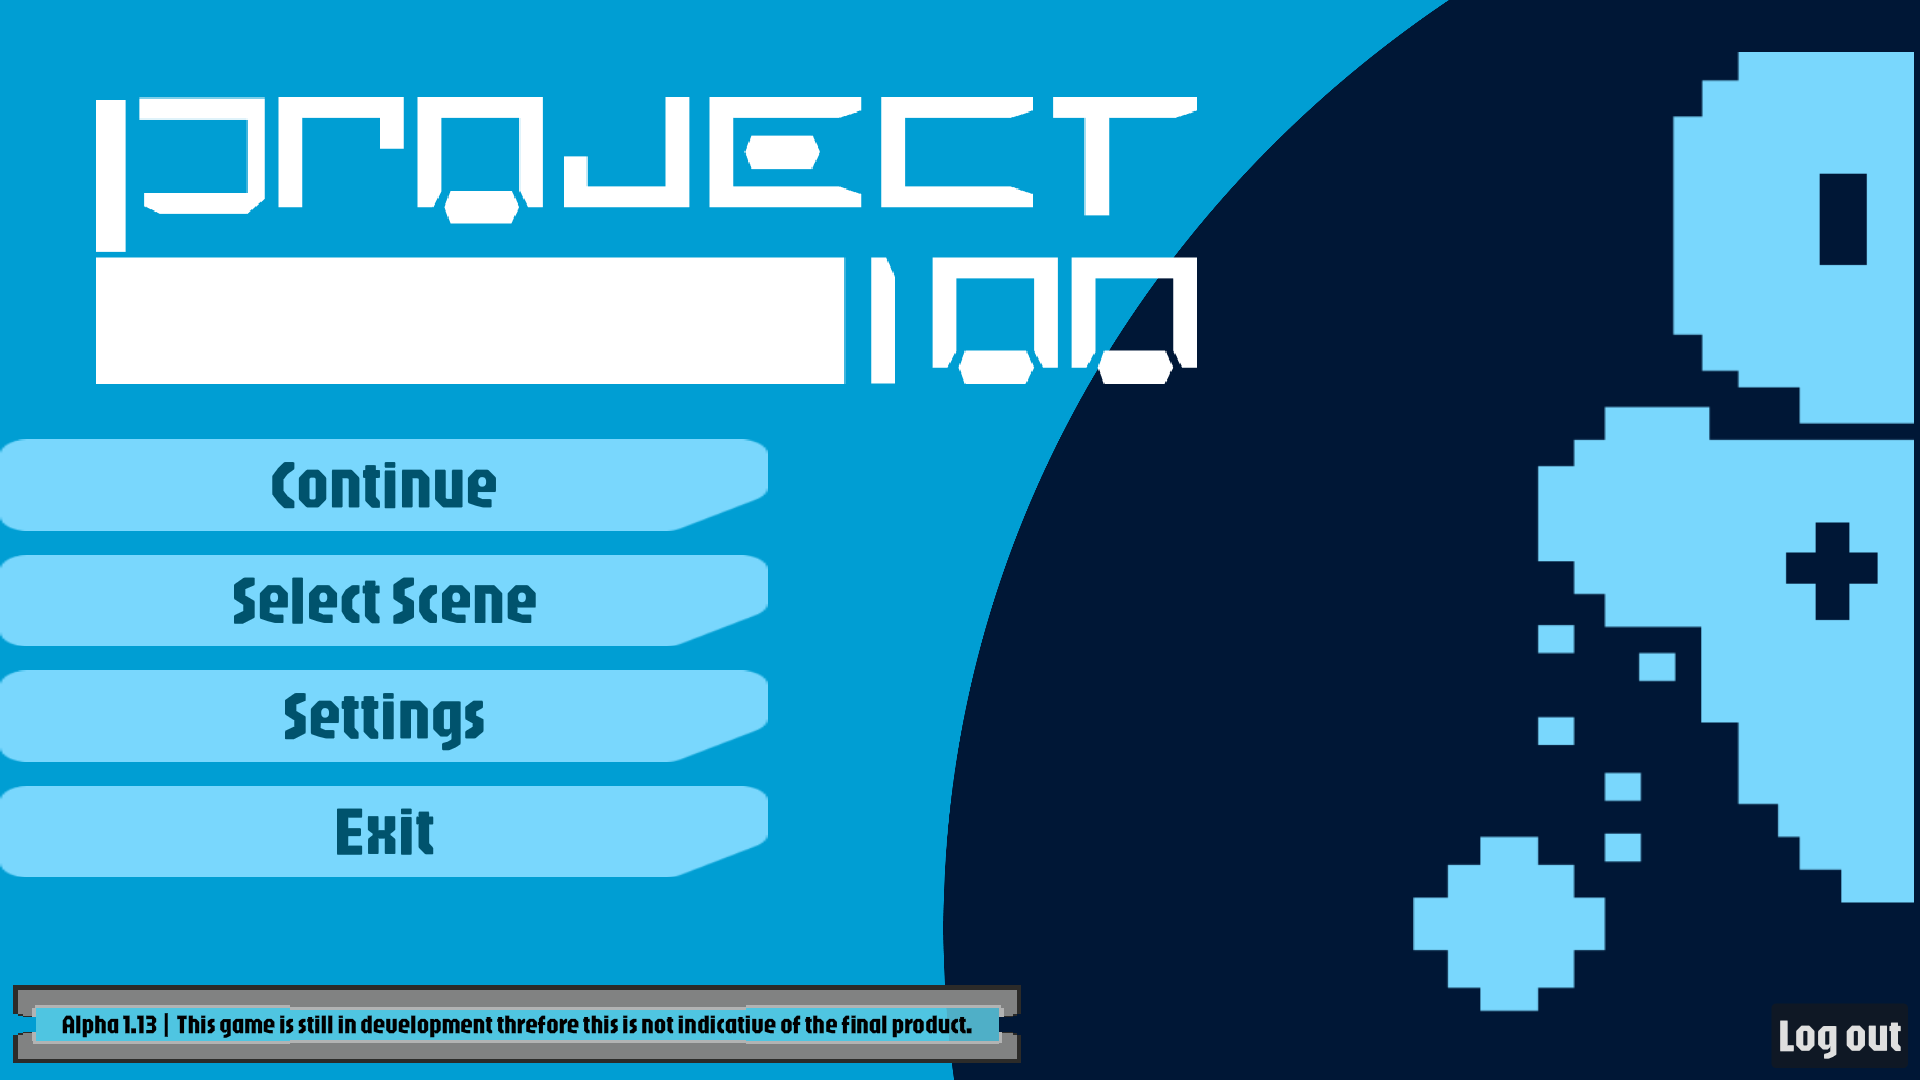 PROJECT
100
Continue
Select Scene
Settings
Exit
Alpha 1.13 | This game is still in development threfore this is not indicative of the final product.
Log out